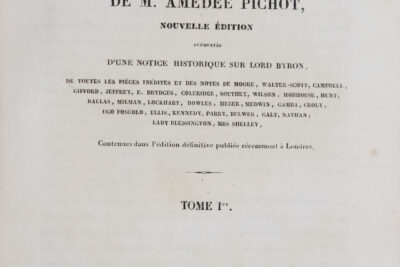 DE M. AMÉDÉE PICHOT,
NOUVELLE ÉDITION
AUGMENTÉE
D'UNE NOTICE HISTORIQUE SUR LORD BYRON.
DE TOUTES LES PIÈCES INÉDITES ET DES NOTES DE MOORE, WALTER-SCOTT, CAMPBELL,
GIFFORD, JEFFREY, E. BRYDGES, COLERIDGE, SOUTHEY, WILSON, HOBHOUSE, HUNT,
DALLAS, MILMAN, LOCKHART, BOWLES, HEBER, MEDWIN, GAMBA, CROLY,
UGO FOSCOLO, ELLIS, KENNEDY, PARRY, BULWER, GALT, NATHAN,
LADY BLESSINGTON, MRS SHELLEY,
Contenues dans l'édition définitive publiée récemment à Londres.
TOME Ier.